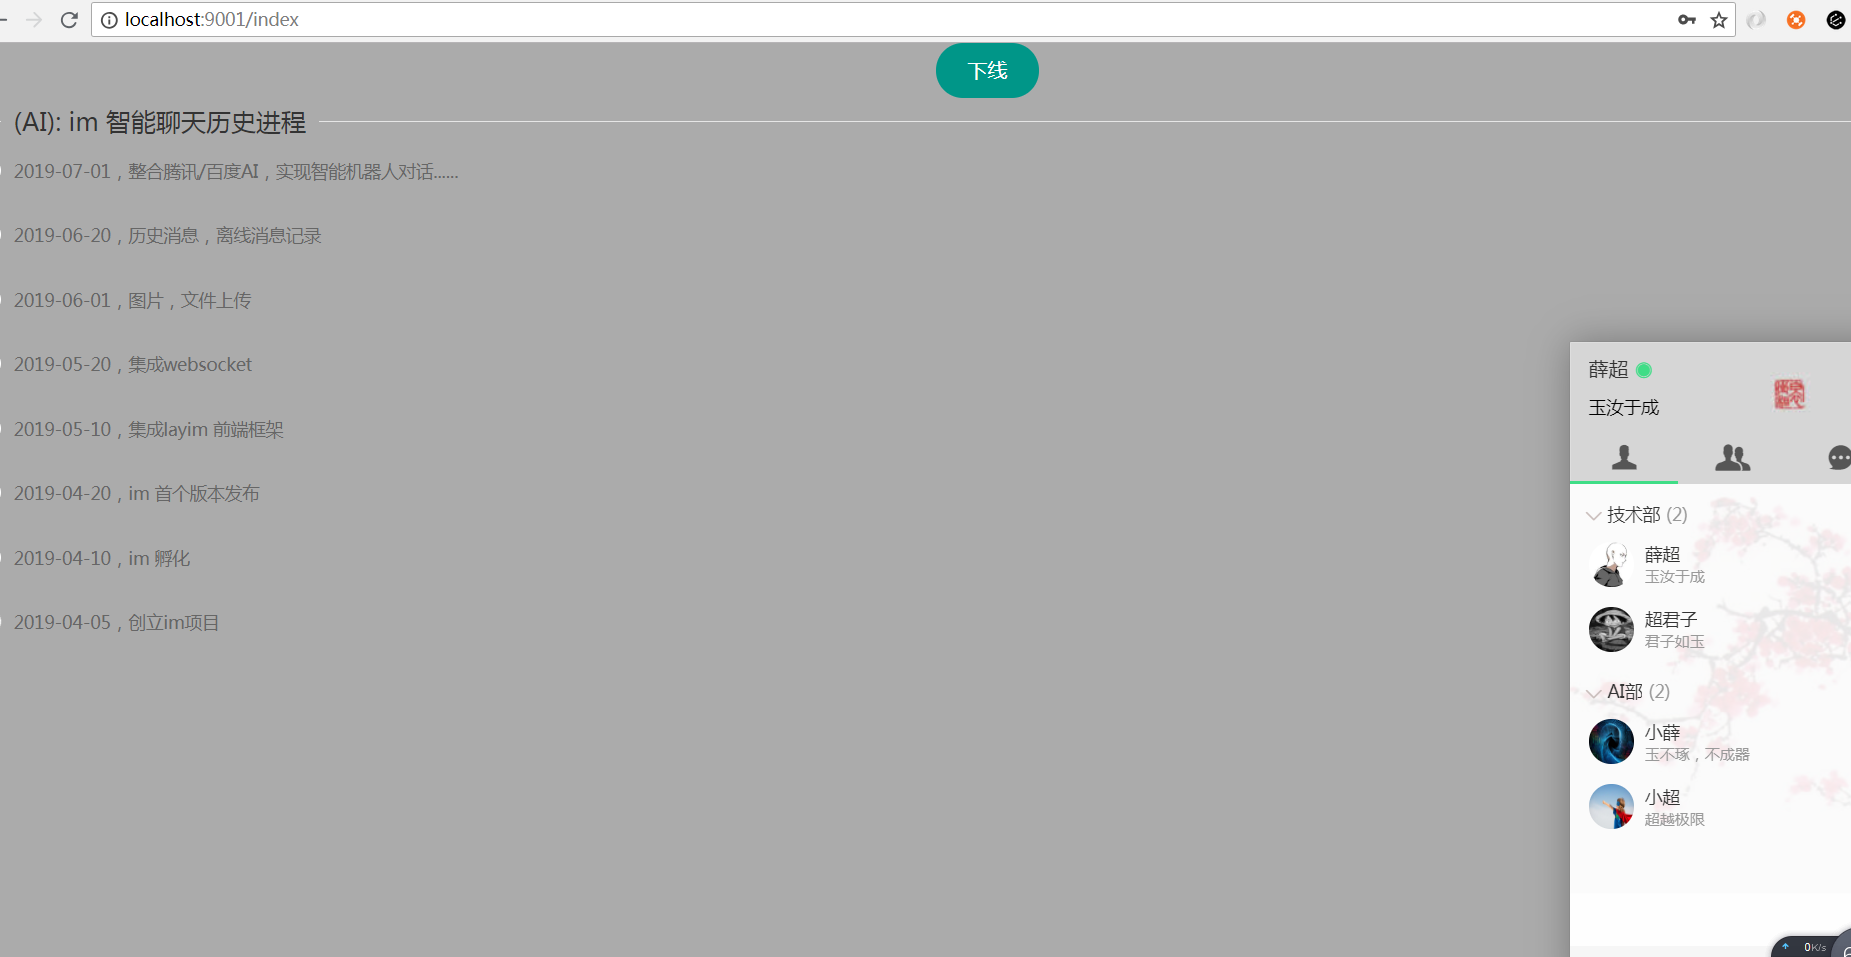 localhost:9001/index
下线
(AI): im 智能聊天历史进程
2019-07-01，整合腾讯/百度AI，实现智能机器人对话......
2019-06-20，历史消息，离线消息记录
2019-06-01，图片，文件上传
2019-05-20，集成websocket
2019-05-10，集成layim 前端框架
2019-04-20，im 首个版本发布
2019-04-10，im 孵化
2019-04-05，创立im项目
薛超
玉汝于成
技术部 (2)
薛超
玉汝于成
超君子
君子如玉
AI部 (2)
小薛
玉不琢，不成器
小超
超越极限
0K/s